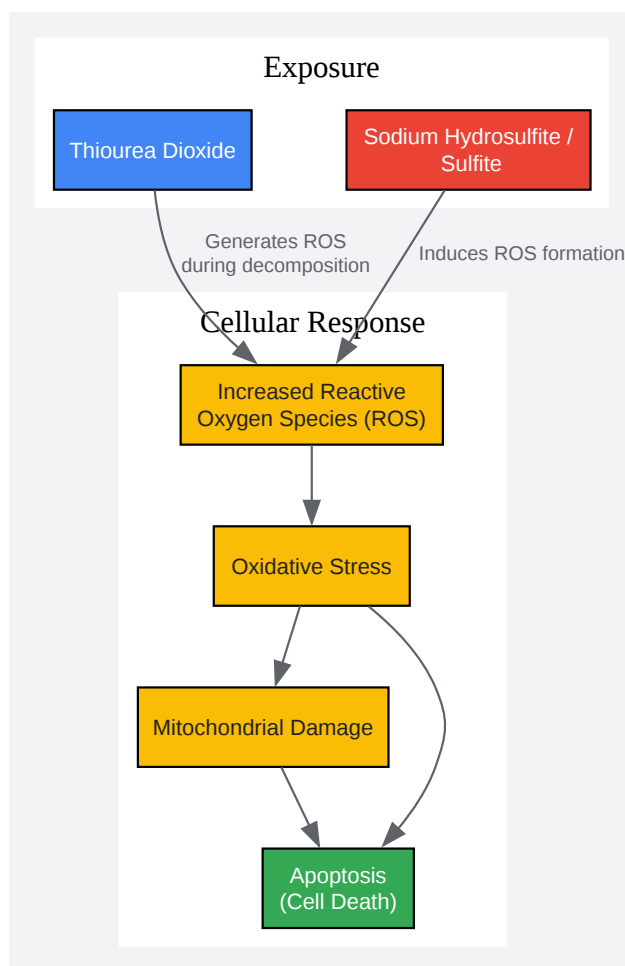 Exposure
Thiourea Dioxide
Sodium Hydrosulfite /
Sulfite
Generates ROS
during decomposition
Induces ROS formation
Cellular Response
Increased Reactive
Oxygen Species (ROS)
Oxidative Stress
Mitochondrial Damage
Apoptosis
(Cell Death)